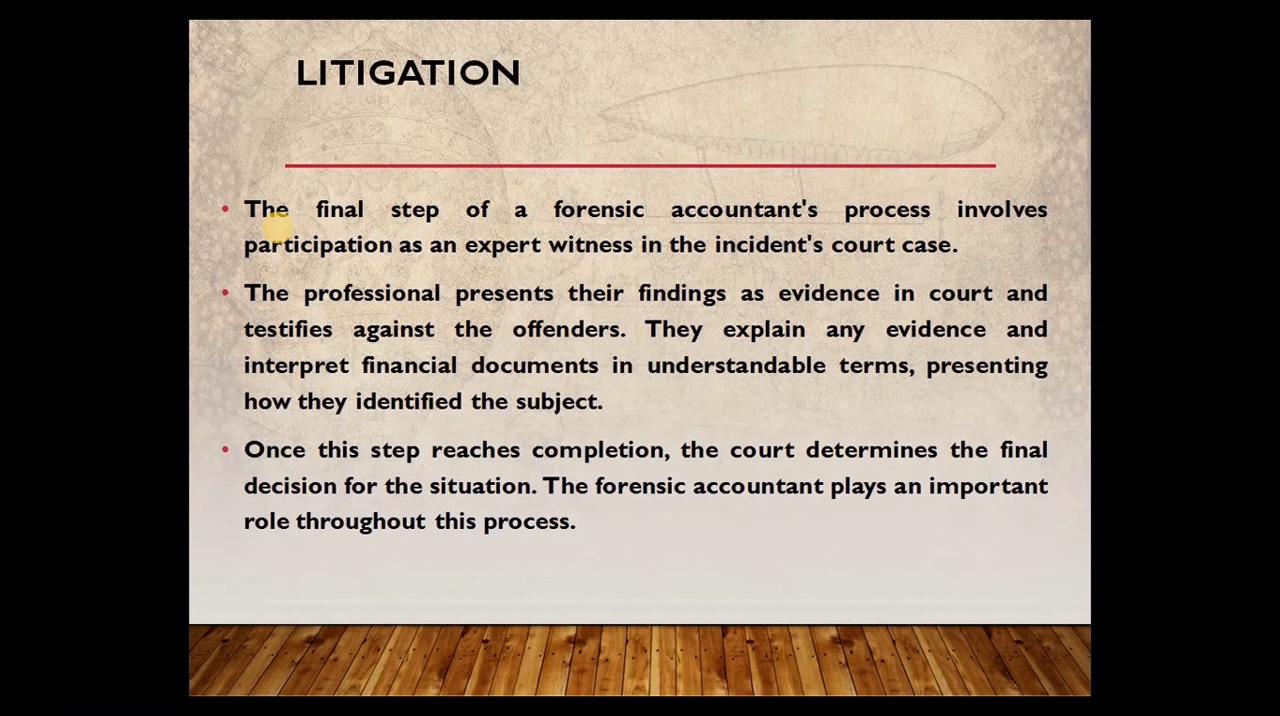 LITIGATION
• The final step of a forensic accountant's process involves
participation as an expert witness in the incident's court case.
• The professional presents their findings as evidence in court and
testifies against the offenders. They explain any evidence and
interpret financial documents in understandable terms, presenting
how they identified the subject.
• Once this step reaches completion, the court determines the final
decision for the situation. The forensic accountant plays an important
role throughout this process.